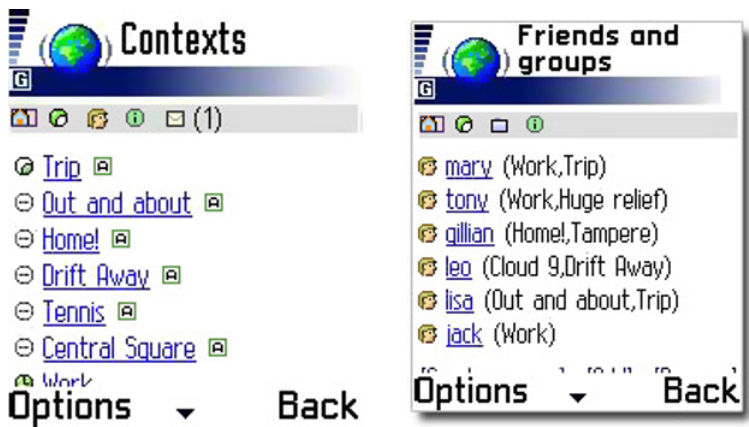 Contexts
G
(1)
Trip A
Out and about A
Home! A
Drift Away A
Tennis A
Central Square A
Work
Options Back
Friends and
groups
G
mary (Work,Trip)
tony (Work,Huge relief)
gillian (Home!,Tampere)
leo (Cloud 9,Drift Away)
lisa (Out and about,Trip)
jack (Work)
Options Back